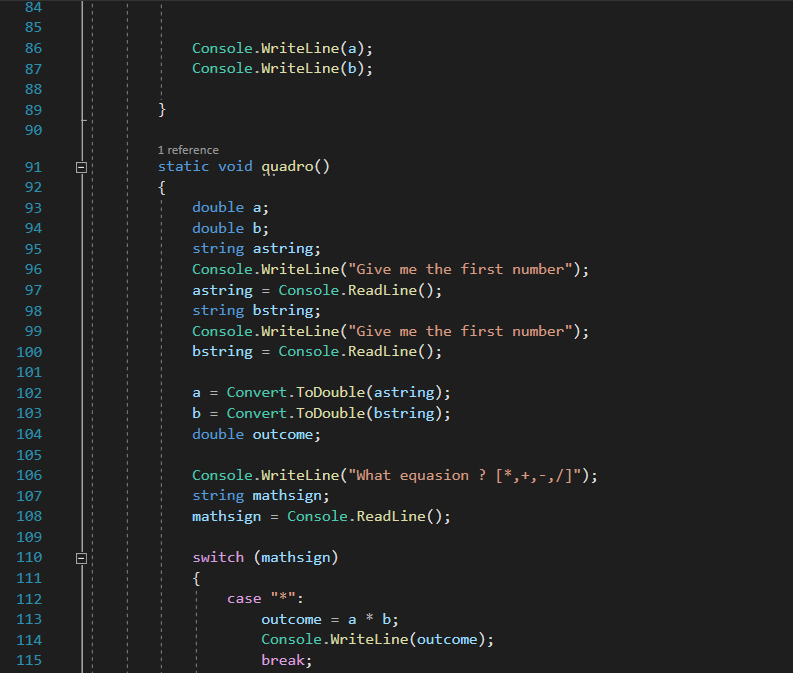 84
85
86 Console.WriteLine(a);
87 Console.WriteLine(b);
88
89 }
90
1 reference
91 static void quadro()
92 {
93 double a;
94 double b;
95 string astring;
96 Console.WriteLine("Give me the first number");
97 astring = Console.ReadLine();
98 string bstring;
99 Console.WriteLine("Give me the first number");
100 bstring = Console.ReadLine();
101
102 a = Convert.ToDouble(astring);
103 b = Convert.ToDouble(bstring);
104 double outcome;
105
106 Console.WriteLine("What equasion ? [*,+,-,/]");
107 string mathsign;
108 mathsign = Console.ReadLine();
109
110 switch (mathsign)
111 {
112 case "*":
113 outcome = a * b;
114 Console.WriteLine(outcome);
115 break;